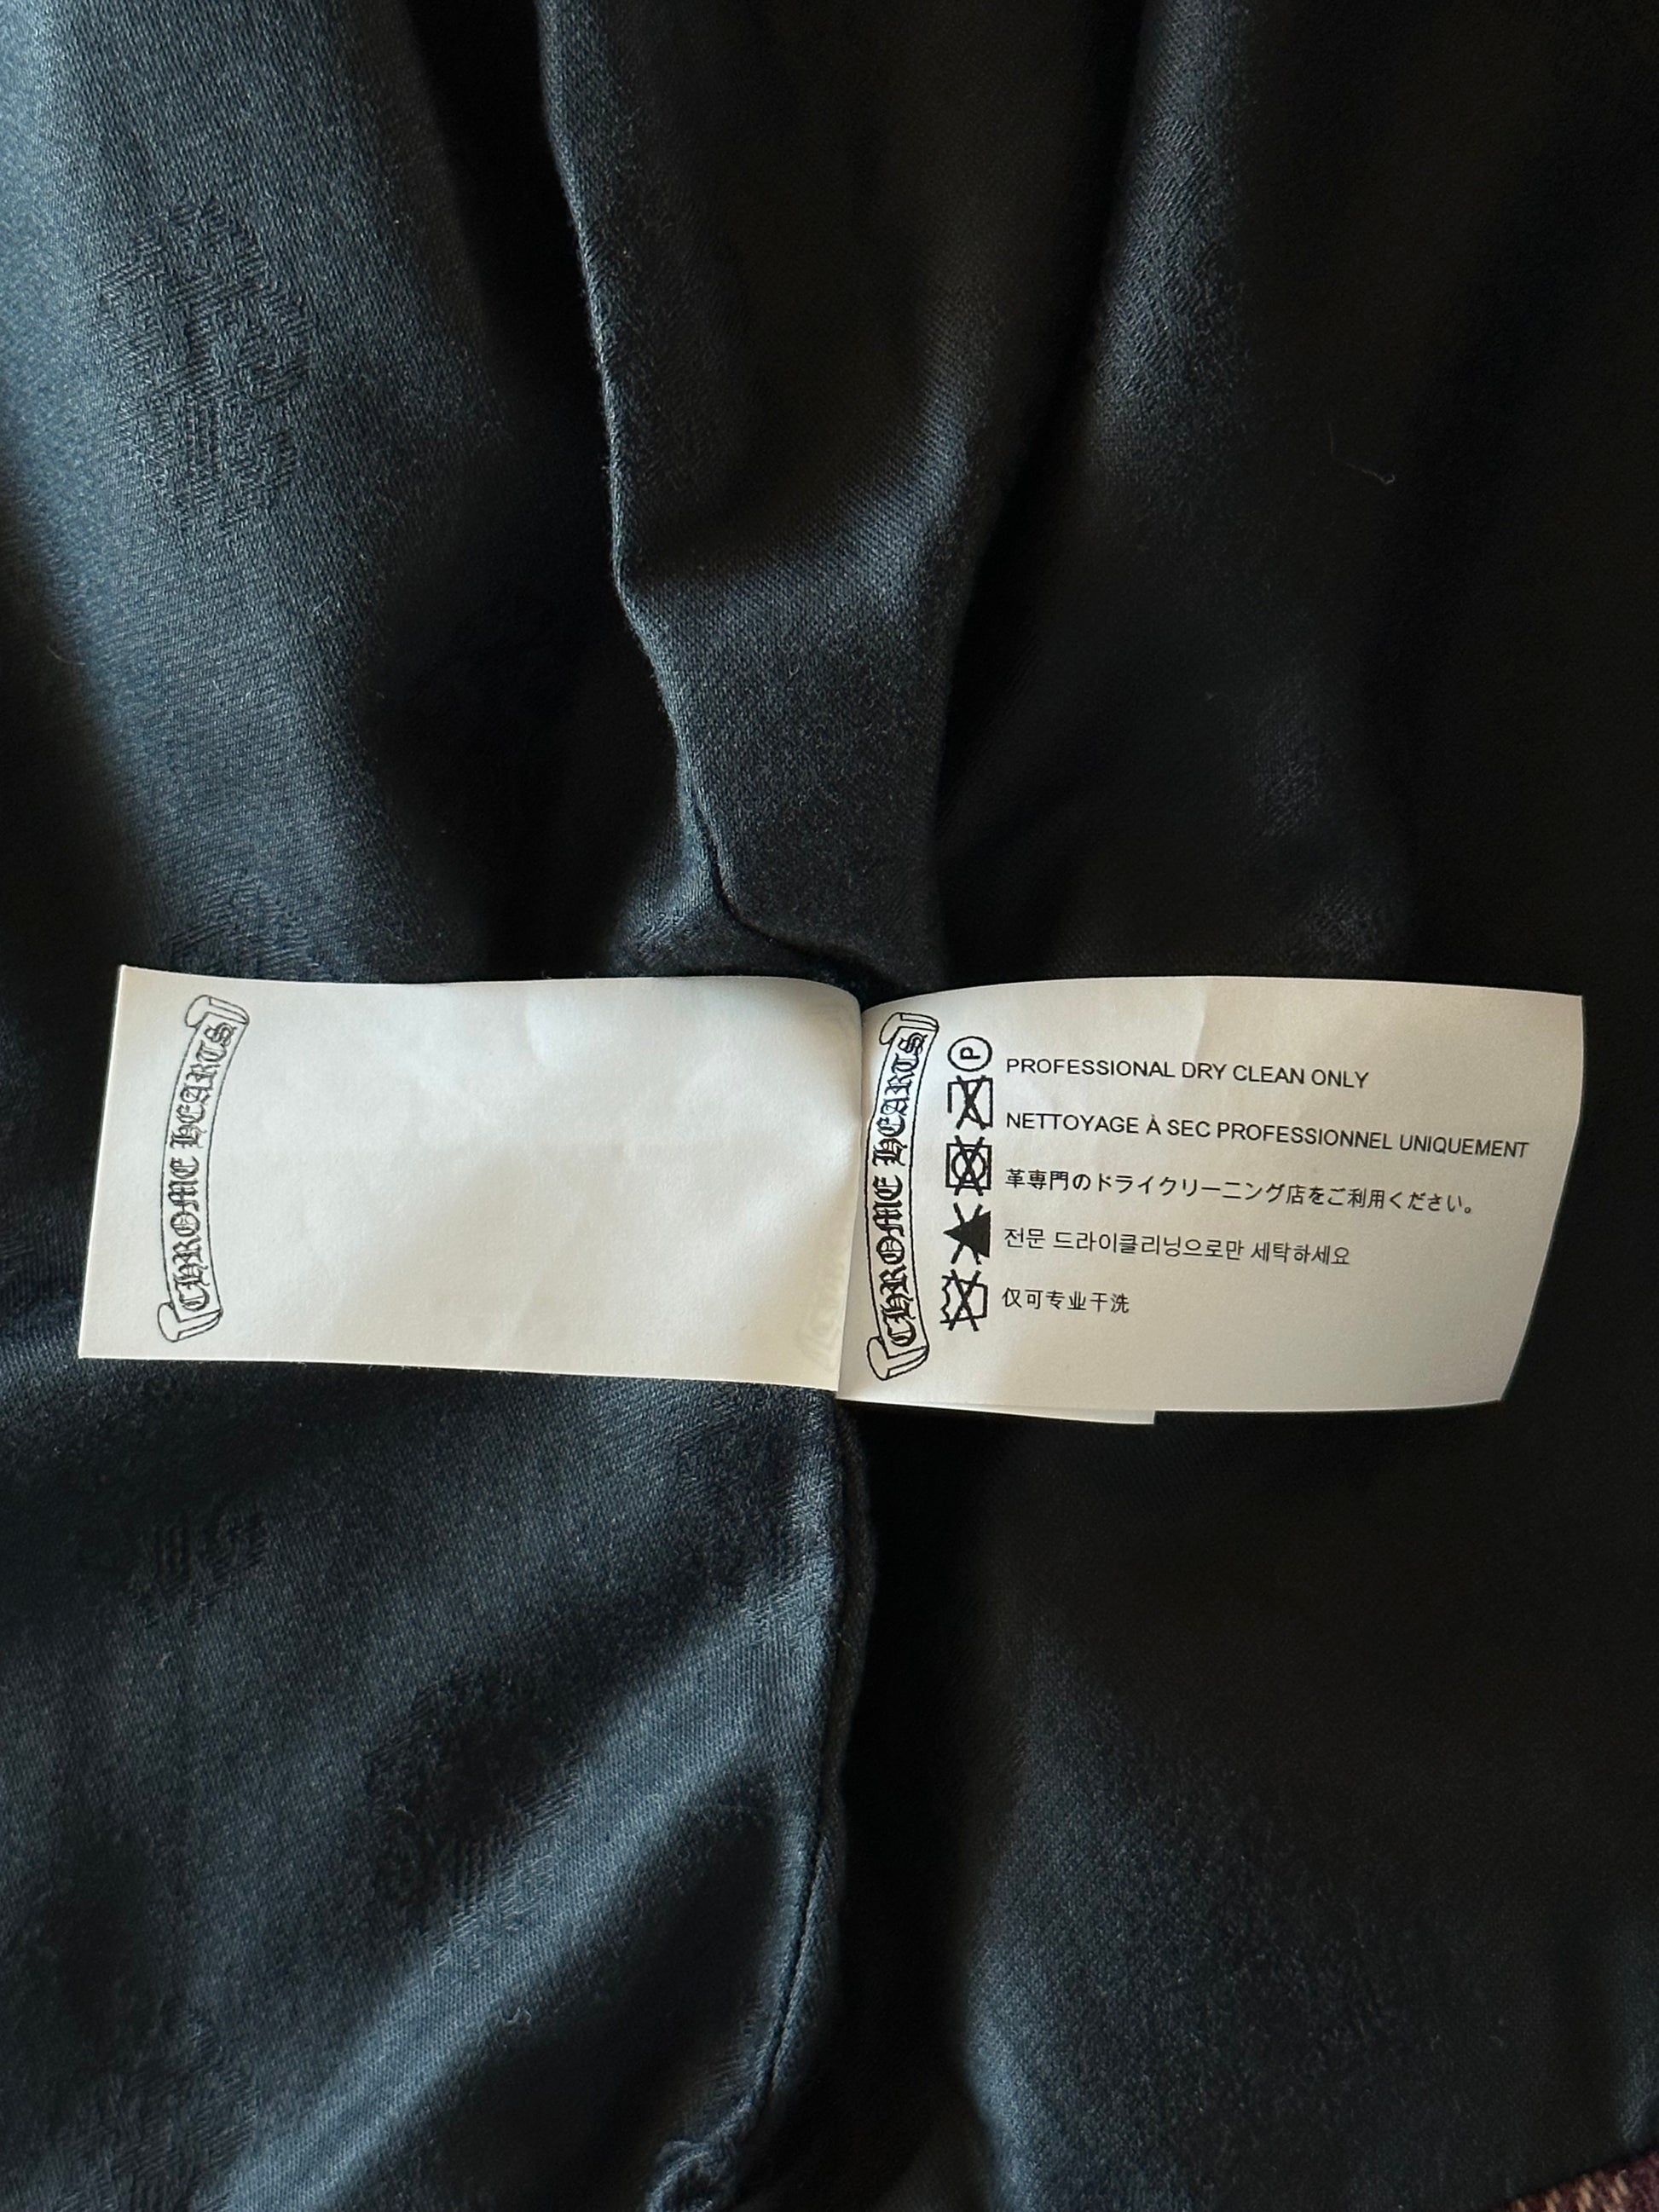 CHROME HEARTS
CHROME HEARTS
P
PROFESSIONAL DRY CLEAN ONLY
NETTOYAGE À SEC PROFESSIONNEL UNIQUEMENT
革専門のドライクリーニング店をご利用ください。
전문 드라이클리닝으로만 세탁하세요
仅可专业干洗